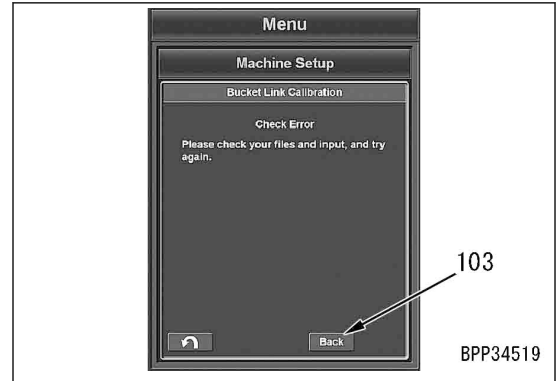 Menu
Machine Setup
Bucket Link Calibration
Check Error
Please check your files and input, and try
again.
103
Back
BPP34519